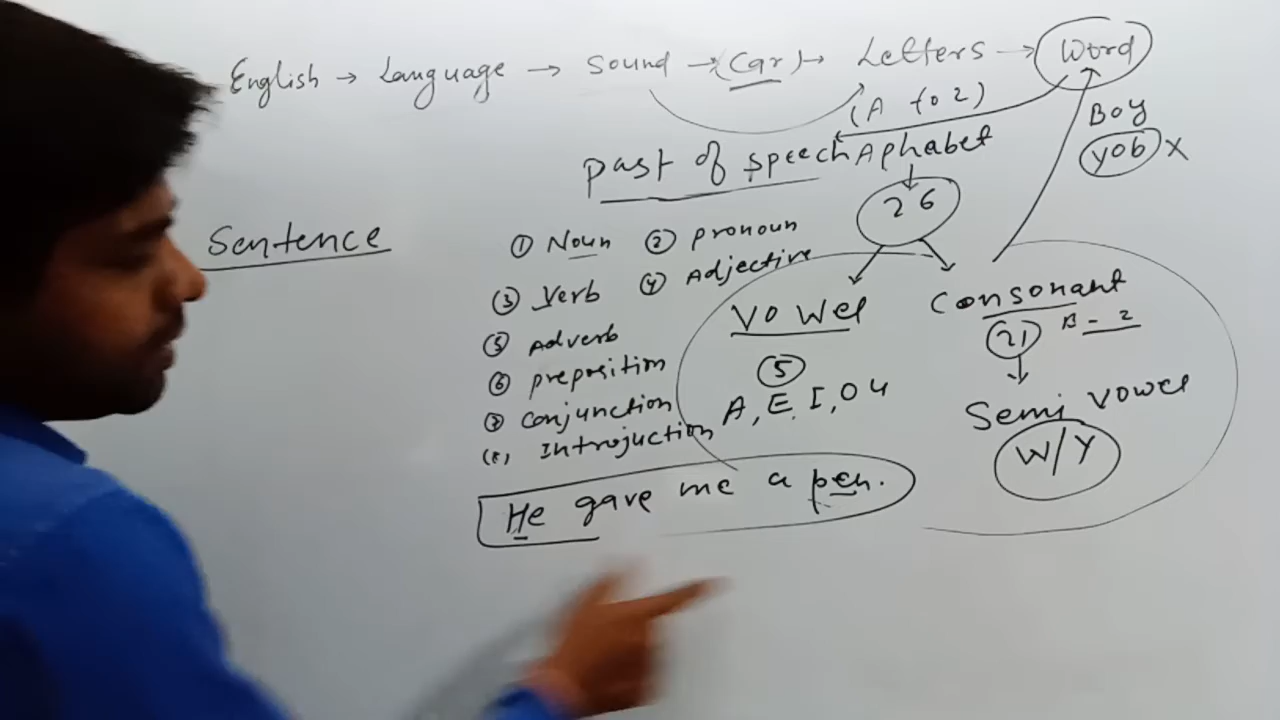 English → Language → Sound → (Car) → Letters → Word
(A to Z)
Boy
yob X
Past of speech
Aphabet
26
Sentence
① Noun ② pronoun
③ Verb ④ Adjective
⑤ Adverb
⑥ preposition
⑦ Conjunction
(8) Introjuction
Vowel
⑤
A, E, I, O U
Consonant
21 B - Z
Semi vowel
W/Y
He gave me a pen.